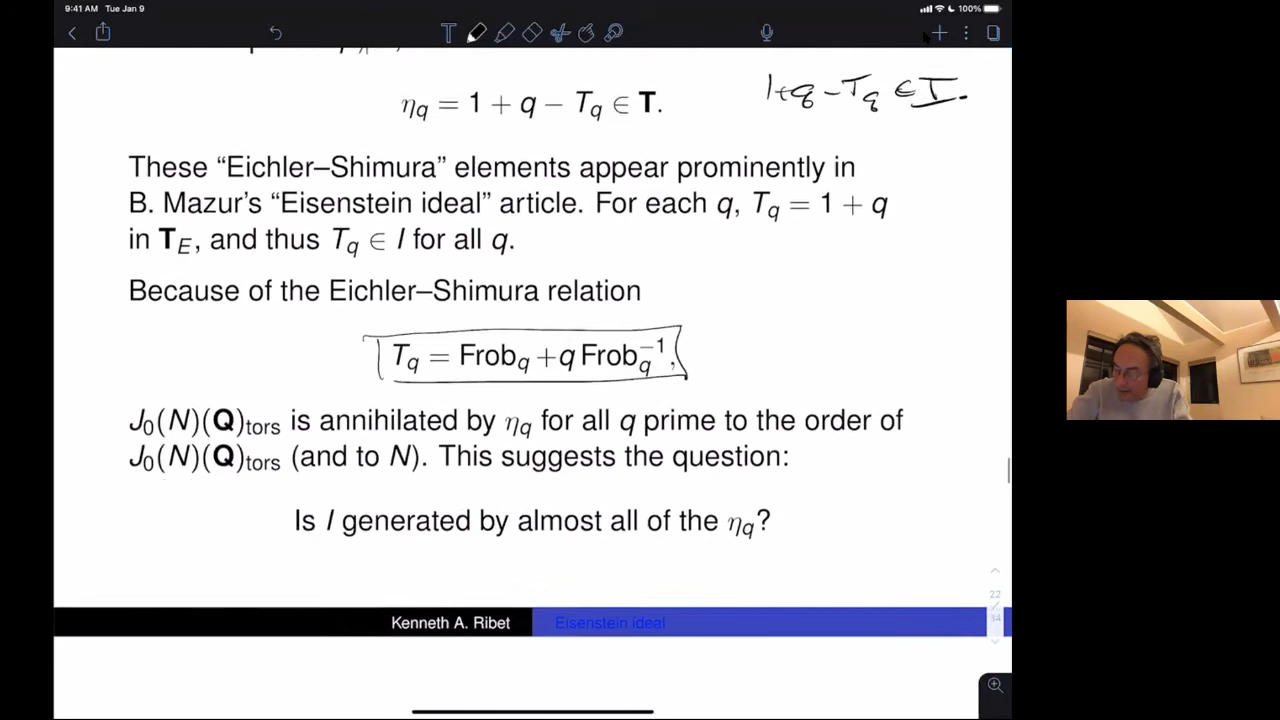 9:41 AM Tue Jan 9
100%
η_q = 1 + q − T_q ∈ T.
1+q − T_q ∈ I.
These “Eichler–Shimura” elements appear prominently in
B. Mazur’s “Eisenstein ideal” article. For each q, T_q = 1 + q
in T_E, and thus T_q ∈ I for all q.
Because of the Eichler–Shimura relation
T_q = Frob_q + q Frob_q^{−1},
J_0(N)(Q)_tors is annihilated by η_q for all q prime to the order of
J_0(N)(Q)_tors (and to N). This suggests the question:
Is I generated by almost all of the η_q?
22
34
Kenneth A. Ribet
Eisenstein ideal